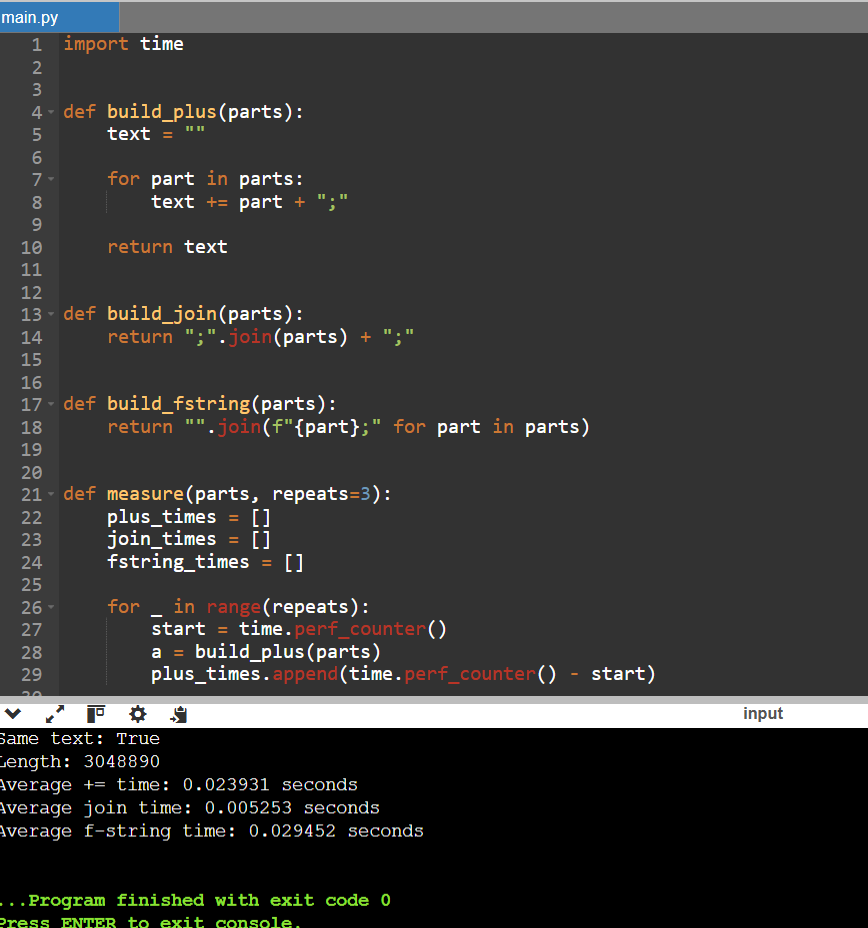 main.py
1 import time
2
3
4 def build_plus(parts):
5     text = ""
6
7     for part in parts:
8         text += part + ";"
9
10     return text
11
12
13 def build_join(parts):
14     return ";".join(parts) + ";"
15
16
17 def build_fstring(parts):
18     return "".join(f"{part};" for part in parts)
19
20
21 def measure(parts, repeats=3):
22     plus_times = []
23     join_times = []
24     fstring_times = []
25
26     for _ in range(repeats):
27         start = time.perf_counter()
28         a = build_plus(parts)
29         plus_times.append(time.perf_counter() - start)
30
input
Same text: True
Length: 3048890
Average += time: 0.023931 seconds
Average join time: 0.005253 seconds
Average f-string time: 0.029452 seconds
...Program finished with exit code 0
Press ENTER to exit console.